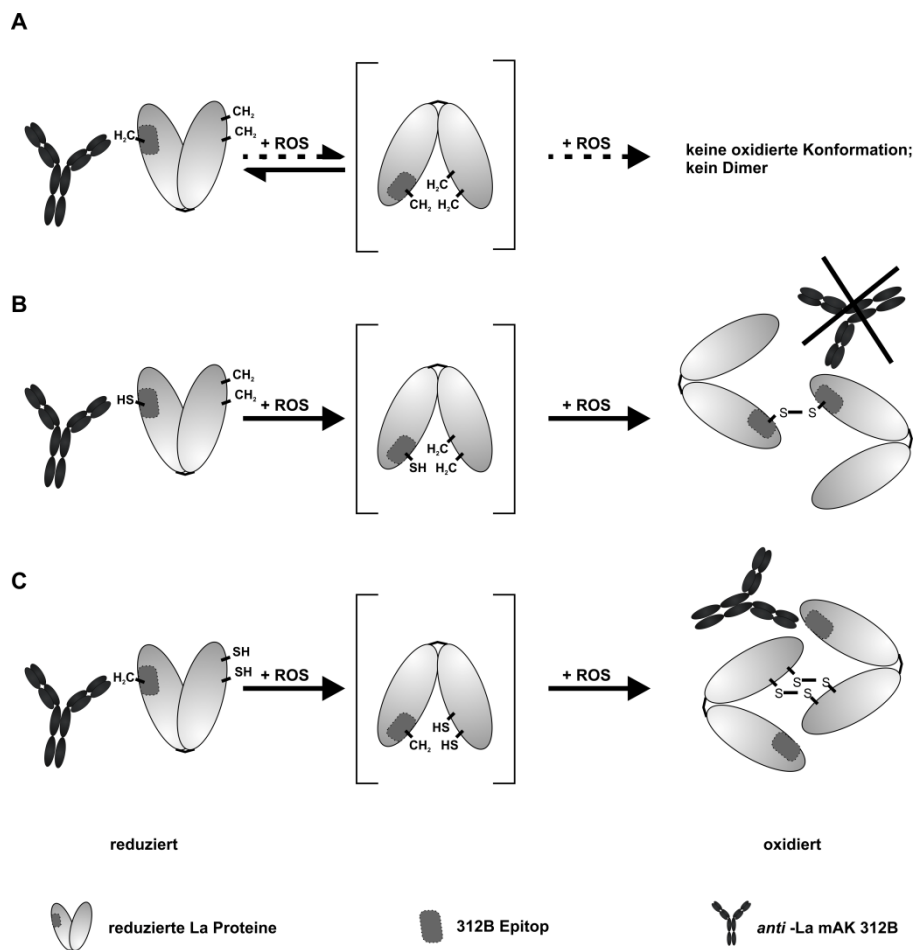 A
H₂C
CH₂
CH₂
+ ROS
H₂C
CH₂ H₂C
+ ROS
keine oxidierte Konformation;
kein Dimer
B
HS
CH₂
CH₂
+ ROS
H₂C
SH H₂C
+ ROS
S S
C
H₂C
SH
SH
+ ROS
HS
CH₂ HS
+ ROS
S S
S S
reduziert oxidiert
reduzierte La Proteine 312B Epitop anti -La mAK 312B